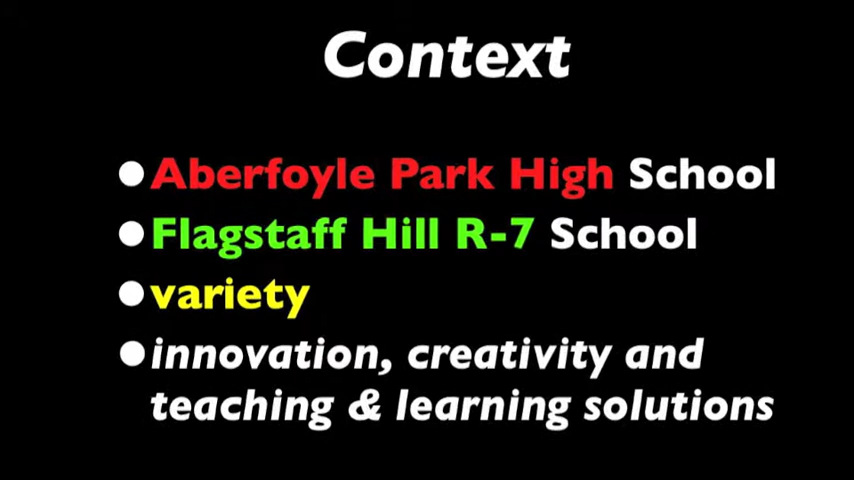 Context
●Aberfoyle Park High School
●Flagstaff Hill R-7 School
●variety
●innovation, creativity and
teaching & learning solutions